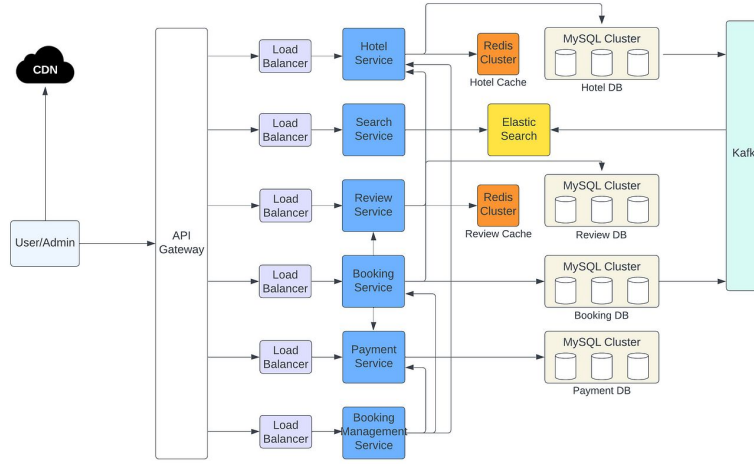 CDN
User/Admin
API
Gateway
Load
Balancer
Hotel
Service
Redis
Cluster
Hotel Cache
MySQL Cluster
Hotel DB
Load
Balancer
Search
Service
Elastic
Search
Kafk
Load
Balancer
Review
Service
Redis
Cluster
Review Cache
MySQL Cluster
Review DB
Load
Balancer
Booking
Service
MySQL Cluster
Booking DB
Load
Balancer
Payment
Service
MySQL Cluster
Payment DB
Load
Balancer
Booking
Management
Service